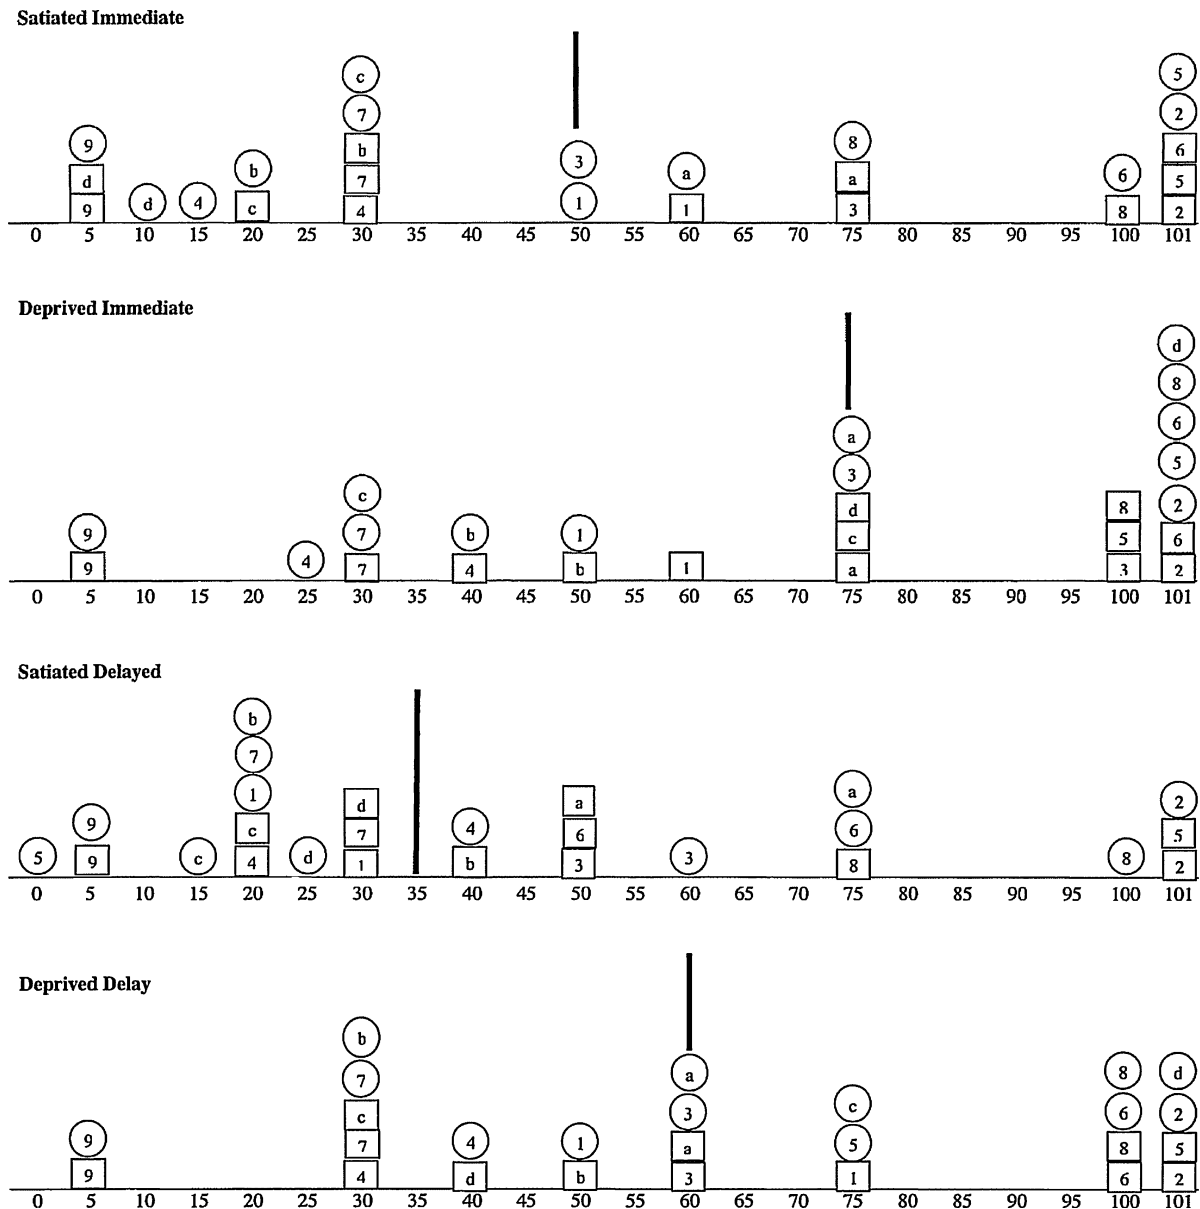 Satiated Immediate
c 5
7 2
9 b 3 8 6
d b 7 a a 6 5
9 d 4 c 4 1 1 3 8 2
0 5 10 15 20 25 30 35 40 45 50 55 60 65 70 75 80 85 90 95 100 101
Deprived Immediate
d
8
6
a 5
c 3 2
9 7 b 1 d 8 6
9 4 7 4 b 1 c 5 2
a 3
0 5 10 15 20 25 30 35 40 45 50 55 60 65 70 75 80 85 90 95 100 101
Satiated Delayed
b
7
1 d a a 2
9 c 7 4 6 6 5
5 9 c 4 d 1 b 3 3 8 8 2
0 5 10 15 20 25 30 35 40 45 50 55 60 65 70 75 80 85 90 95 100 101
Deprived Delay
b
7 a 8 d
c 3 c 6 2
9 7 4 1 a 5 8 5
9 4 d b 3 1 6 2
0 5 10 15 20 25 30 35 40 45 50 55 60 65 70 75 80 85 90 95 100 101